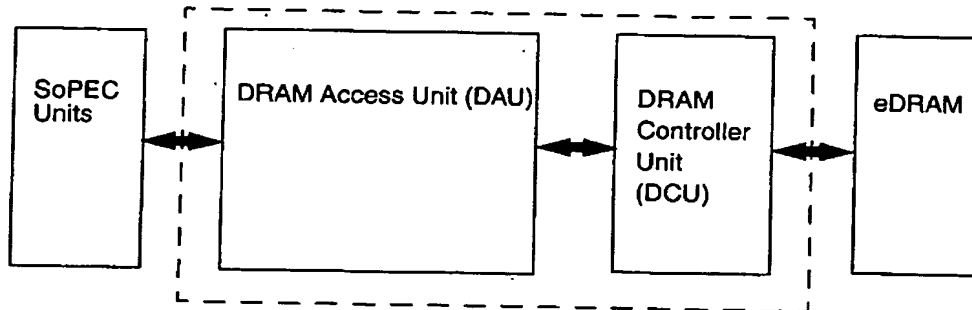 SoPEC
Units
DRAM Access Unit (DAU)
DRAM
Controller
Unit
(DCU)
eDRAM